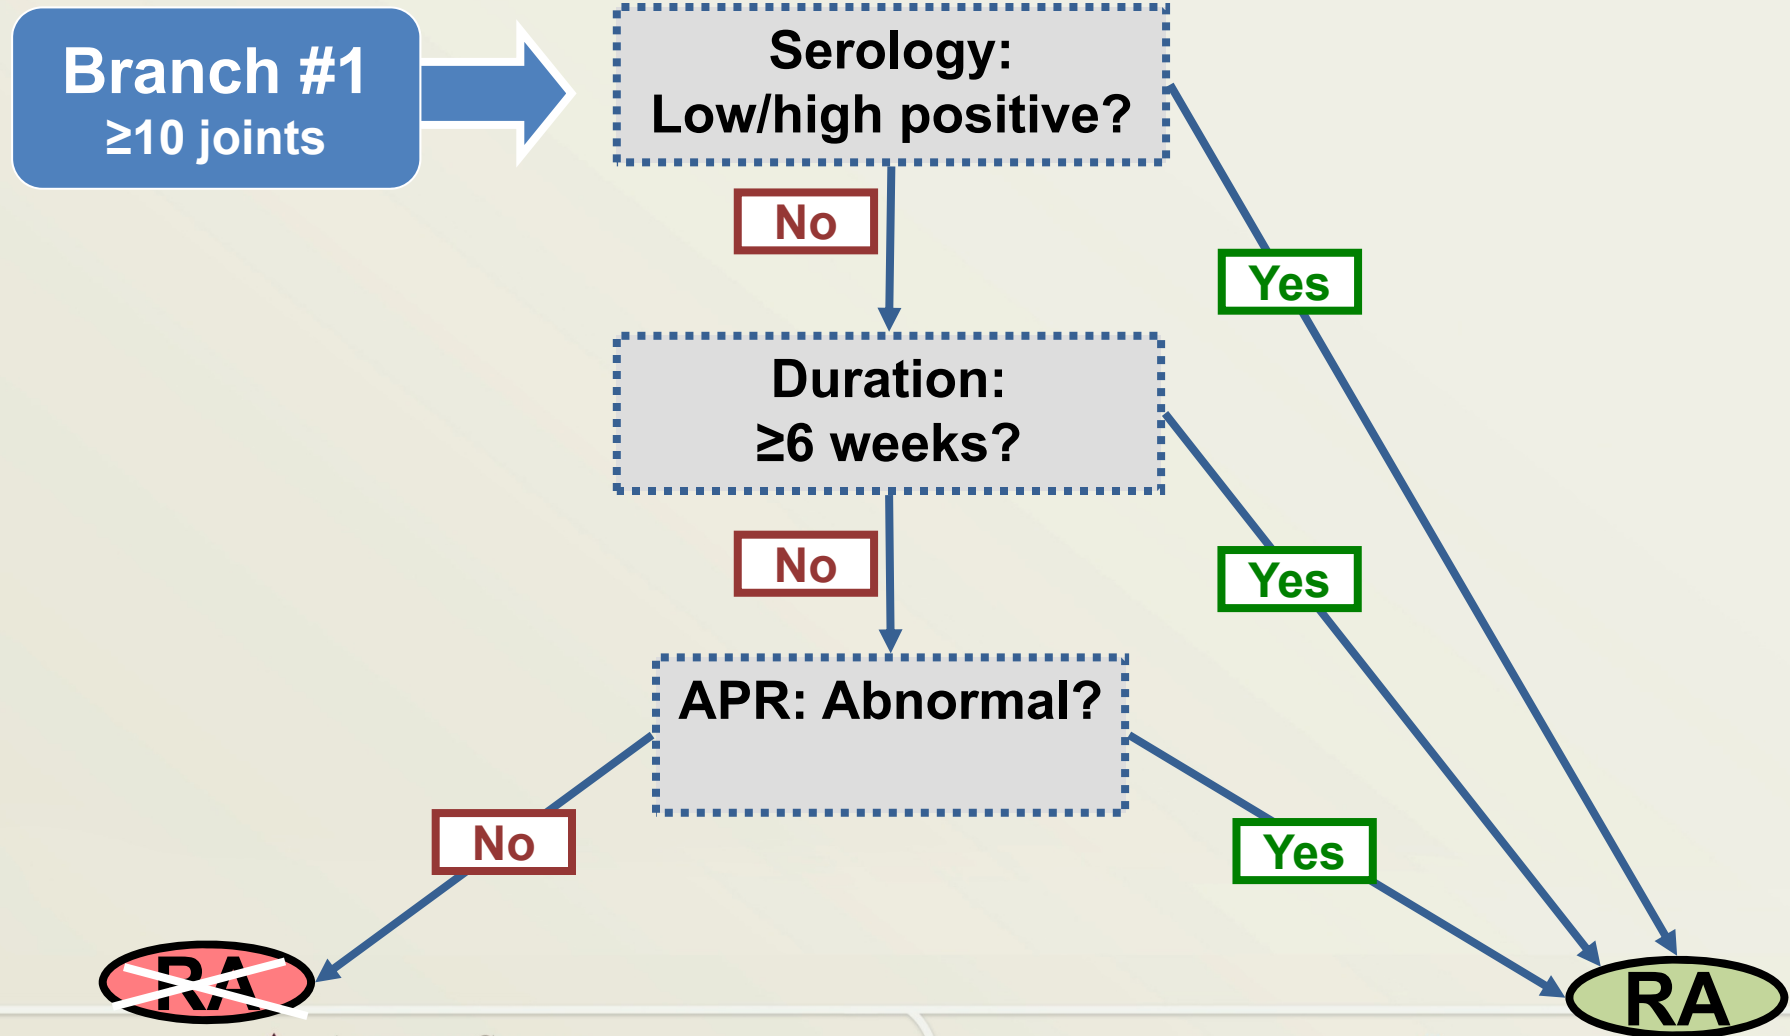 Branch #1
≥10 joints
Serology:
Low/high positive?
No
Yes
Duration:
≥6 weeks?
No
Yes
APR: Abnormal?
No
Yes
RA
RA